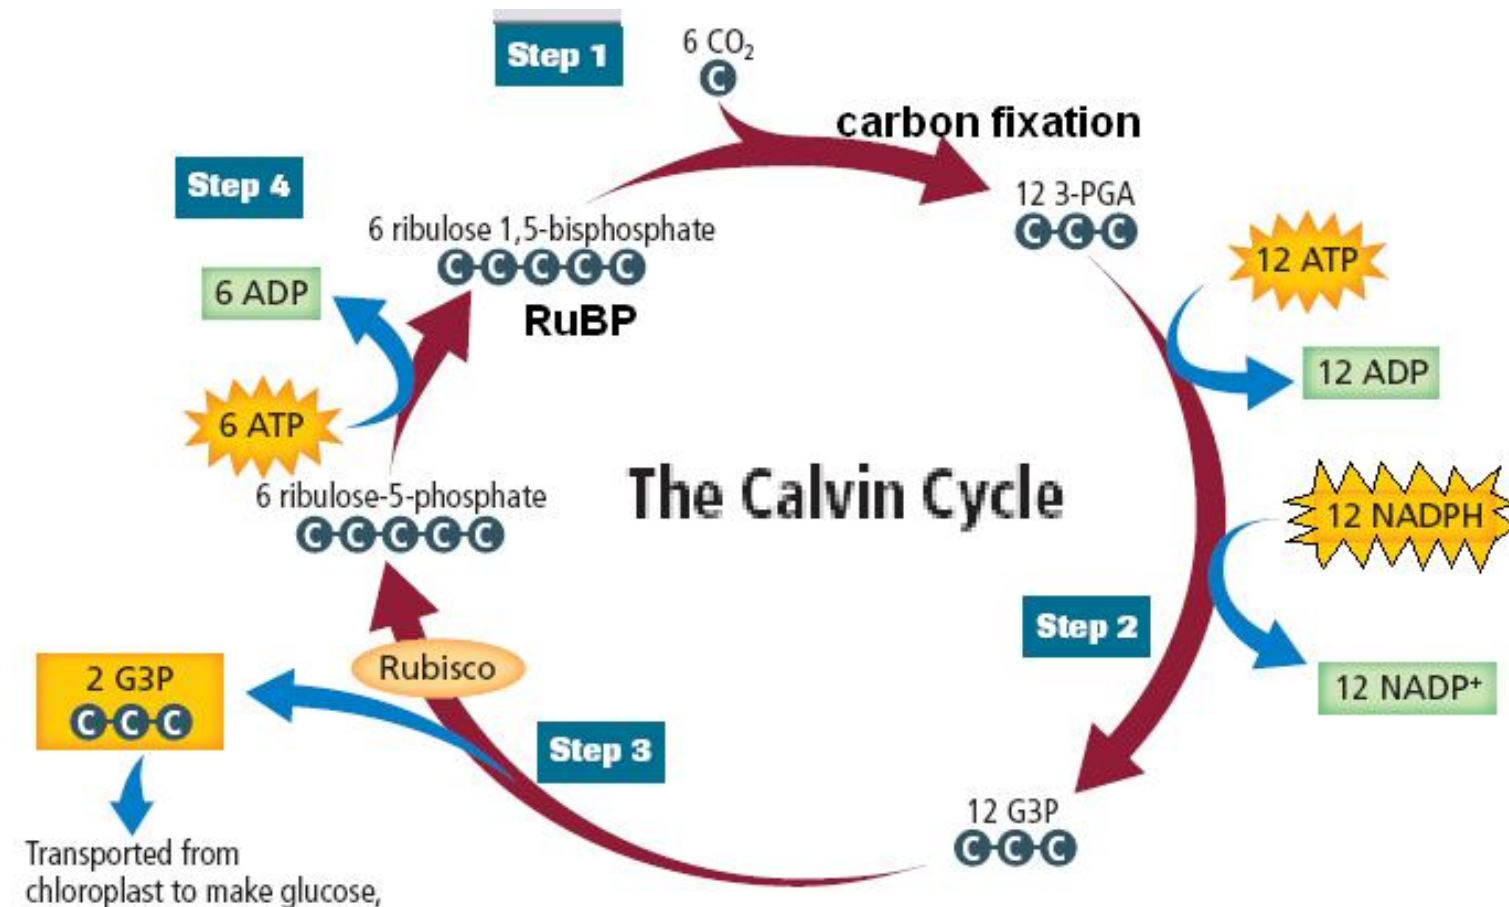 Step 1
6 CO₂
C
carbon fixation
12 3-PGA
C-C-C
12 ATP
12 ADP
12 NADPH
12 NADP⁺
Step 2
12 G3P
C-C-C
Step 3
Rubisco
2 G3P
C-C-C
Transported from
chloroplast to make glucose,
6 ribulose-5-phosphate
C-C-C-C-C
Step 4
6 ATP
6 ADP
6 ribulose 1,5-bisphosphate
C-C-C-C-C
RuBP
The Calvin Cycle